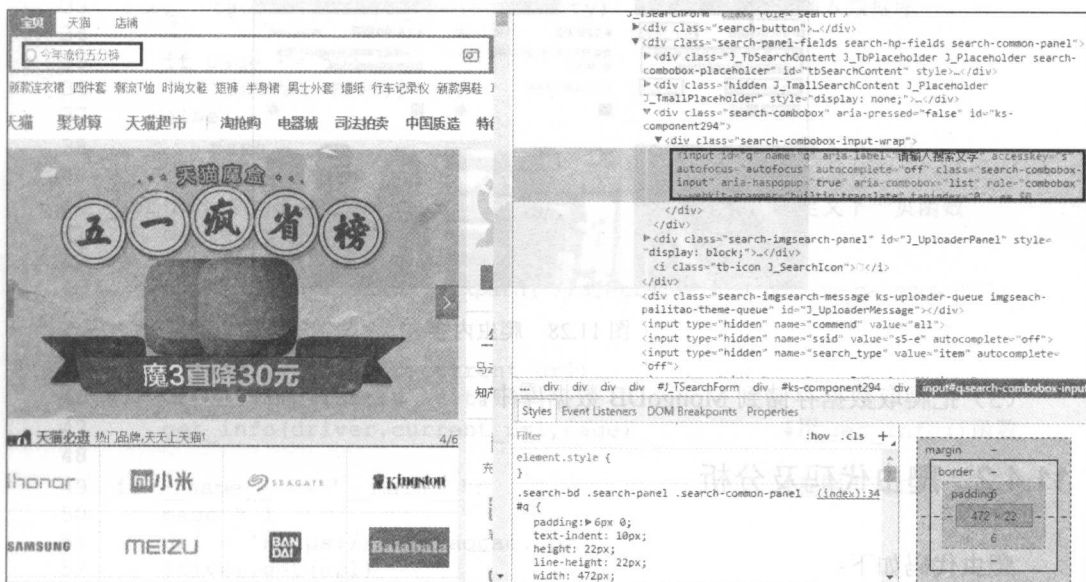 宝贝 天猫 店铺
今年流行五分裤
新款连衣裙 四件套 潮流T恤 时尚女鞋 短裤 半身裙 男士外套 墙纸 行车记录仪 新款男鞋
天猫 聚划算 天猫超市 淘抢购 电器城 司法拍卖 中国质造
天猫魔盒
五一疯省榜
魔3直降30元
天猫必逛 热门品牌,天天上天猫! 4/6
honor 小米 SEAGATE Kingston
SAMSUNG MEIZU BAN DAI Balabala
<div class="search-button">…</div>
<div class="search-panel-fields search-hp-fields search-common-panel">
<div class="J_TbSearchContent J_TbPlaceholder J_Placeholder search-
combobox-placeholcer" id="tbSearchContent" style>…</div>
<div class="hidden J_TmallSearchContent J_Placeholder
J_TmallPlaceholder" style="display: none;">…</div>
<div class="search-combobox" aria-pressed="false" id="ks-
component294">
<div class="search-combobox-input-wrap">
<input id="q" name="q" aria-label="请输入搜索文字" accesskey="s"
autofocus="autofocus" autocomplete="off" class="search-combobox-
input" aria-haspopup="true" aria-combobox="list" role="combobox"
x-webkit-grammar="builtin:translate" tabindex="0"> == $0
</div>
</div>
<div class="search-imgsearch-panel" id="J_UploaderPanel" style=
"display: block;">…</div>
<i class="tb-icon J_SearchIcon"></i>
</div>
<div class="search-imgsearch-message ks-uploader-queue imgseach-
pailitao-theme-queue" id="J_UploaderMessage"></div>
<input type="hidden" name="commend" value="all">
<input type="hidden" name="ssid" value="s5-e" autocomplete="off">
<input type="hidden" name="search_type" value="item" autocomplete=
"off">
... div div div div #J_TSearchForm div #ks-component294 div input#q.search-combobox-input
Styles Event Listeners DOM Breakpoints Properties
Filter :hov .cls +
element.style {
}
.search-bd .search-panel .search-common-panel (index):34
#q {
padding:▶6px 0;
text-indent: 10px;
height: 22px;
line-height: 22px;
width: 472px;
margin –
border –
padding6
472 × 22
6
–